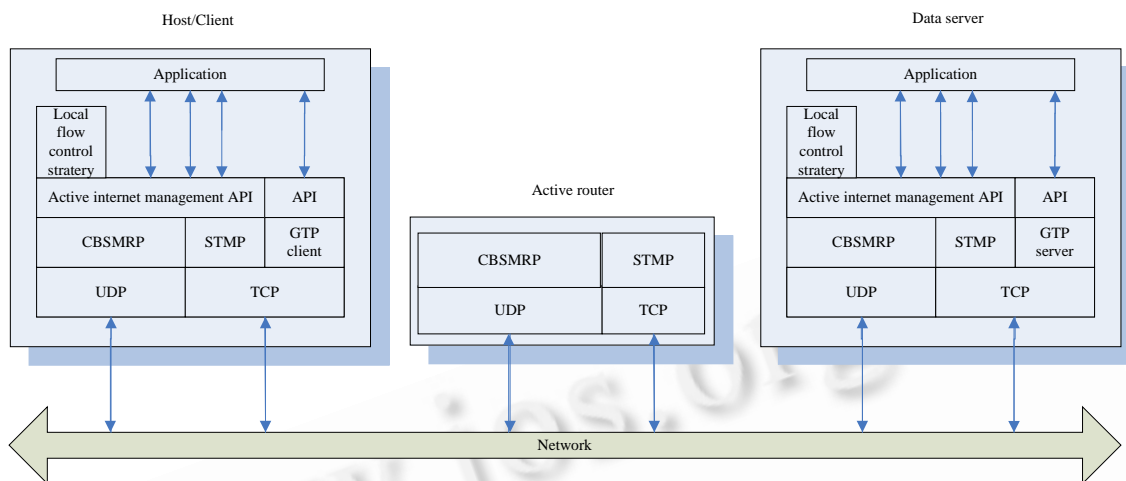 Host/Client
Application
Local
flow
control
stratery
Active internet management API
API
CBSMRP
STMP
GTP
client
UDP
TCP
Active router
CBSMRP
STMP
UDP
TCP
Data server
Application
Local
flow
control
stratery
Active internet management API
API
CBSMRP
STMP
GTP
server
UDP
TCP
Network